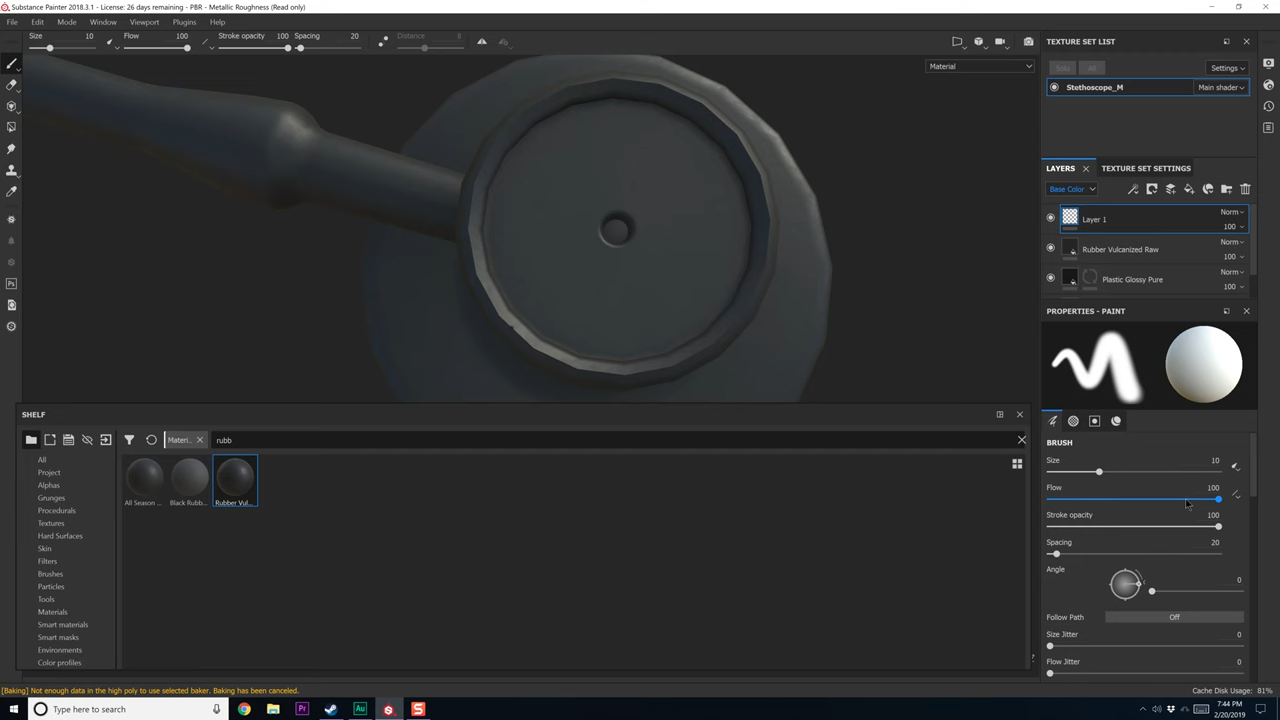 Substance Painter 2018.3.1 - License: 26 days remaining - PBR - Metallic Roughness (Read only)
File Edit Mode Window Viewport Plugins Help
Size 10 Flow 100 Stroke opacity 100 Spacing 20 Distance 8
Material
TEXTURE SET LIST
Solo All Settings
Stethoscope_M Main shader
LAYERS TEXTURE SET SETTINGS
Base Color
Layer 1 Norm 100
Rubber Vulcanized Raw Norm 100
Plastic Glossy Pure Norm 100
PROPERTIES - PAINT
BRUSH
Size 10
Flow 100
Stroke opacity 100
Spacing 20
Angle 0
Follow Path Off
Size Jitter 0
Flow Jitter 0
SHELF
Materi... rubb
All
Project
Alphas
Grunges
Procedurals
Textures
Hard Surfaces
Skin
Filters
Brushes
Particles
Tools
Materials
Smart materials
Smart masks
Environments
Color profiles
All Season ... Black Rubb... Rubber Vul...
[Baking] Not enough data in the high poly to use selected baker. Baking has been canceled. Cache Disk Usage: 81%
Type here to search
7:44 PM
2/20/2019